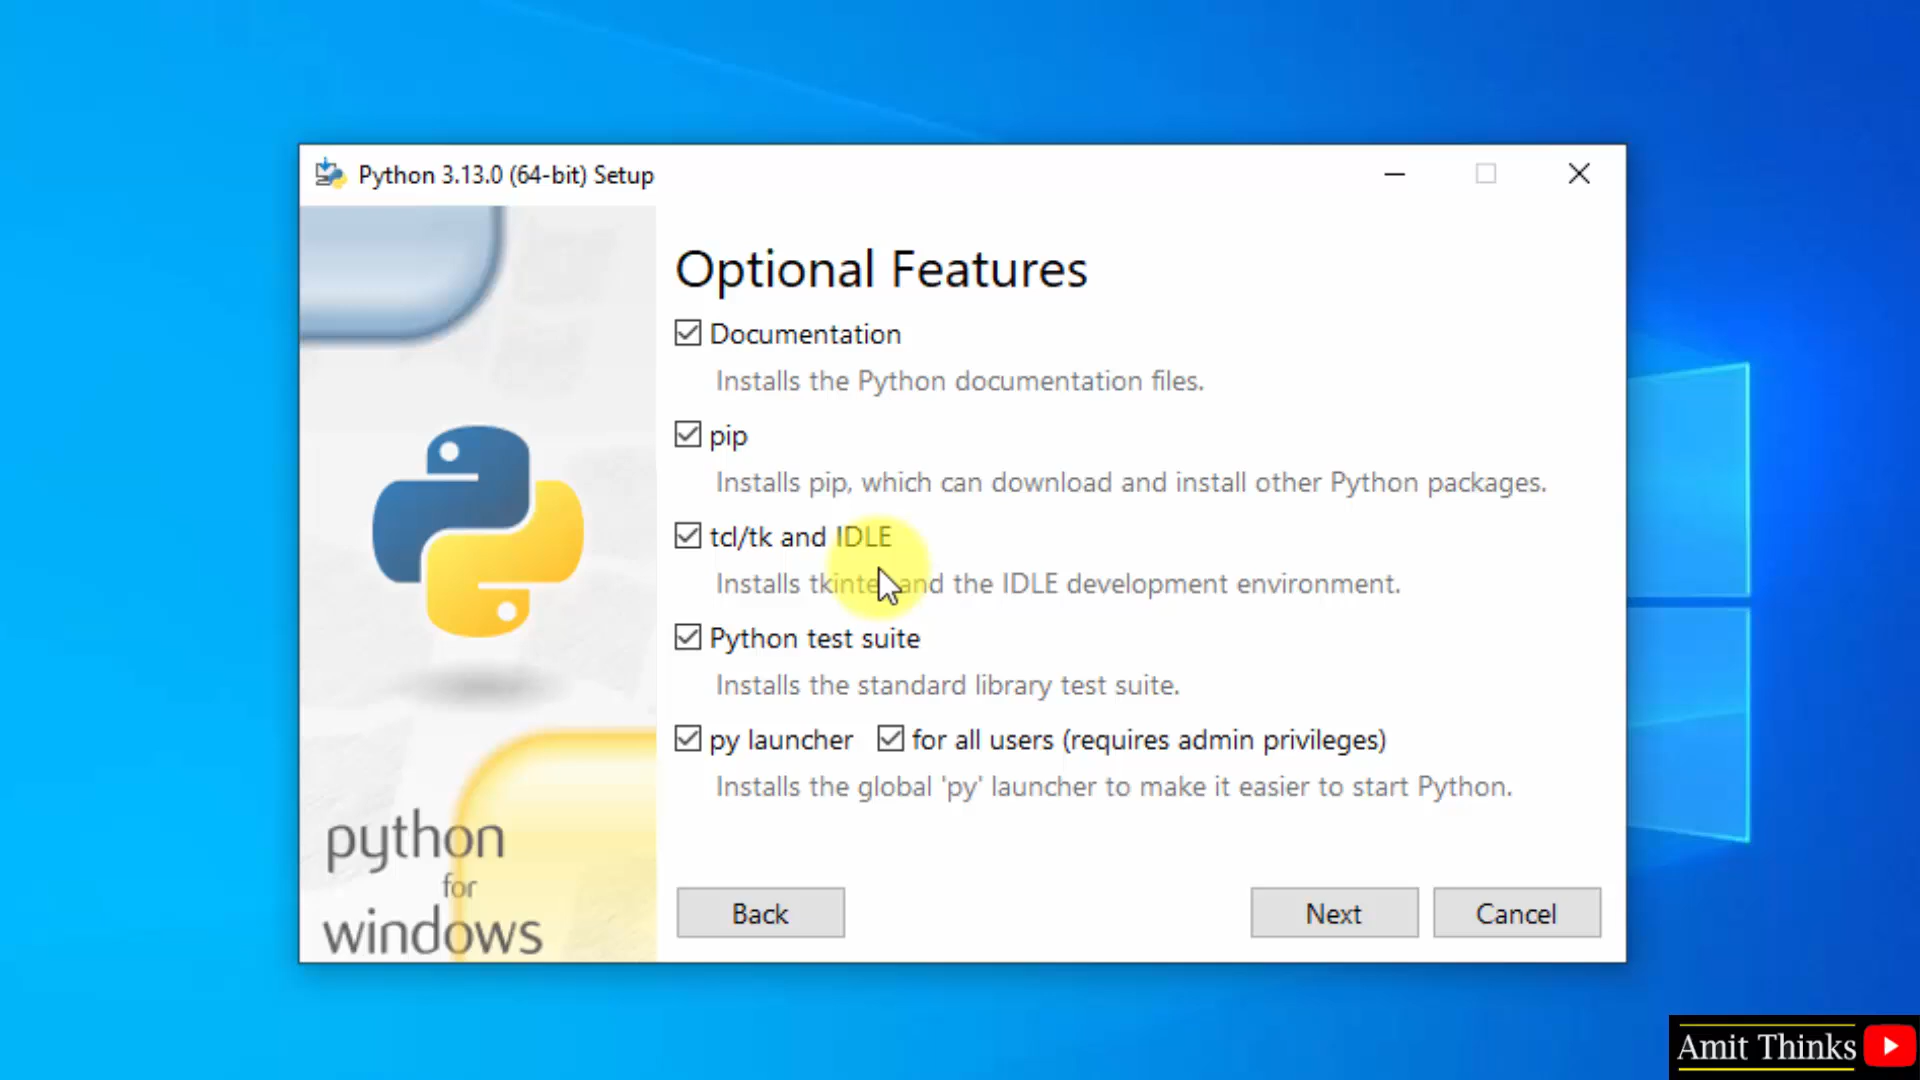 Python 3.13.0 (64-bit) Setup
Optional Features
Documentation
Installs the Python documentation files.
pip
Installs pip, which can download and install other Python packages.
tcl/tk and IDLE
Installs tkinter and the IDLE development environment.
Python test suite
Installs the standard library test suite.
py launcher for all users (requires admin privileges)
Installs the global 'py' launcher to make it easier to start Python.
python
for
windows
Back Next Cancel
Amit Thinks